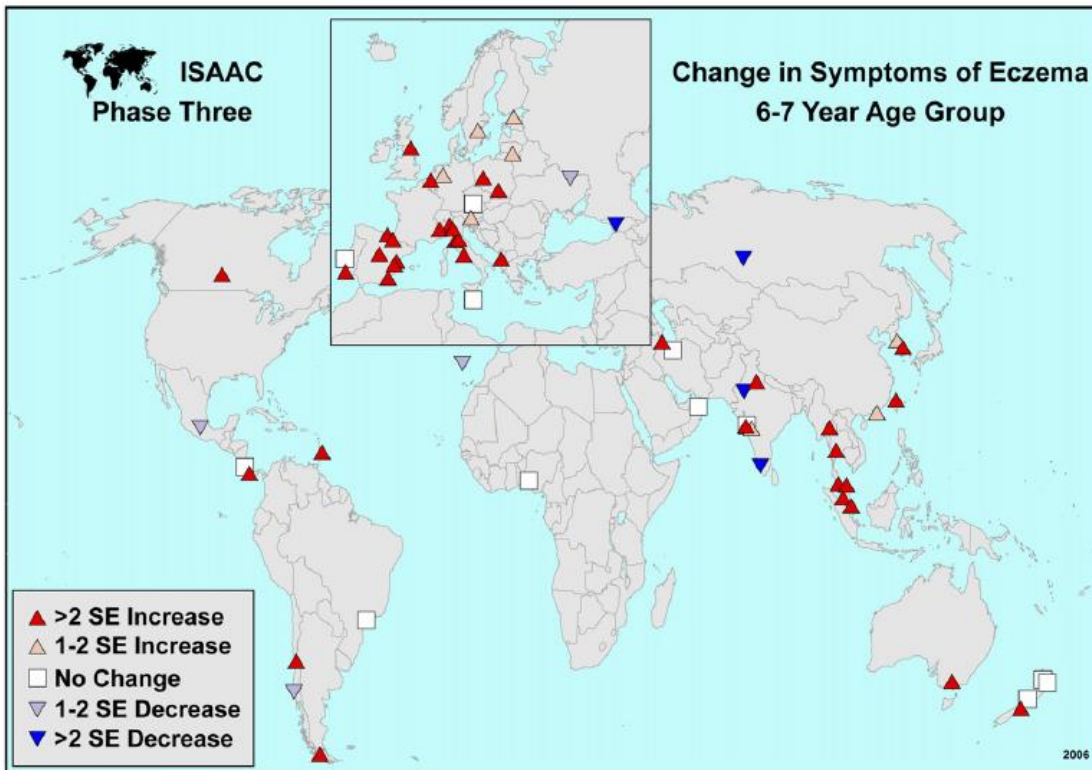 ISAAC
Phase Three
Change in Symptoms of Eczema
6-7 Year Age Group
>2 SE Increase
1-2 SE Increase
No Change
1-2 SE Decrease
>2 SE Decrease
2006